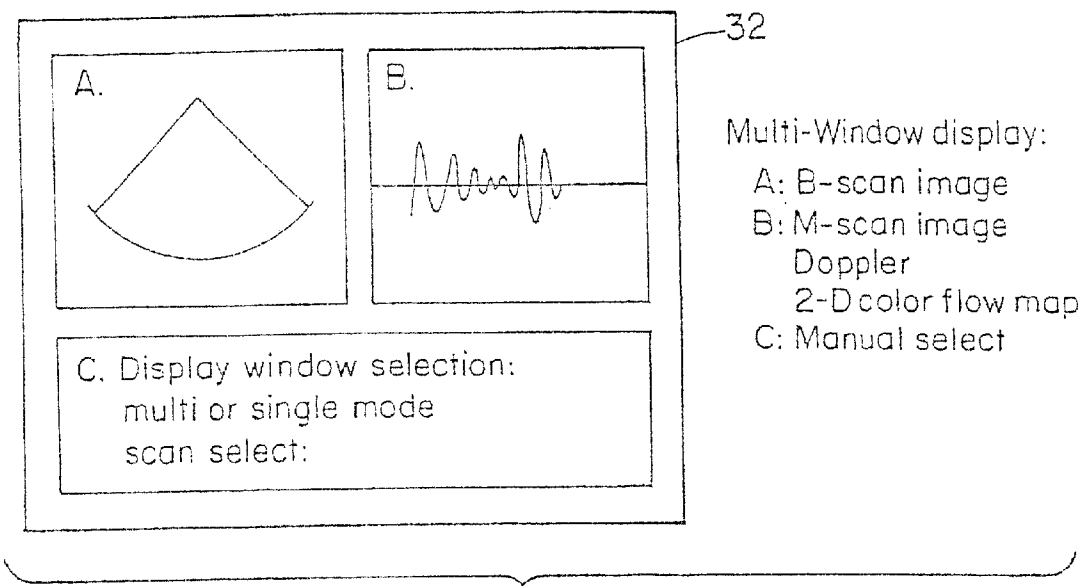 32
A.
B.
C. Display window selection:
multi or single mode
scan select:
Multi-Window display:
A: B-scan image
B: M-scan image
Doppler
2-D color flow map
C: Manual select